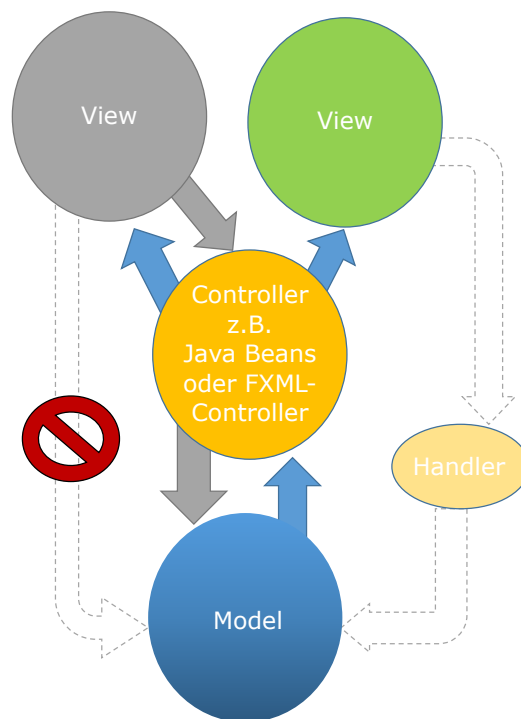 View
View
Controller
z.B.
Java Beans
oder FXML-
Controller
Handler
Model